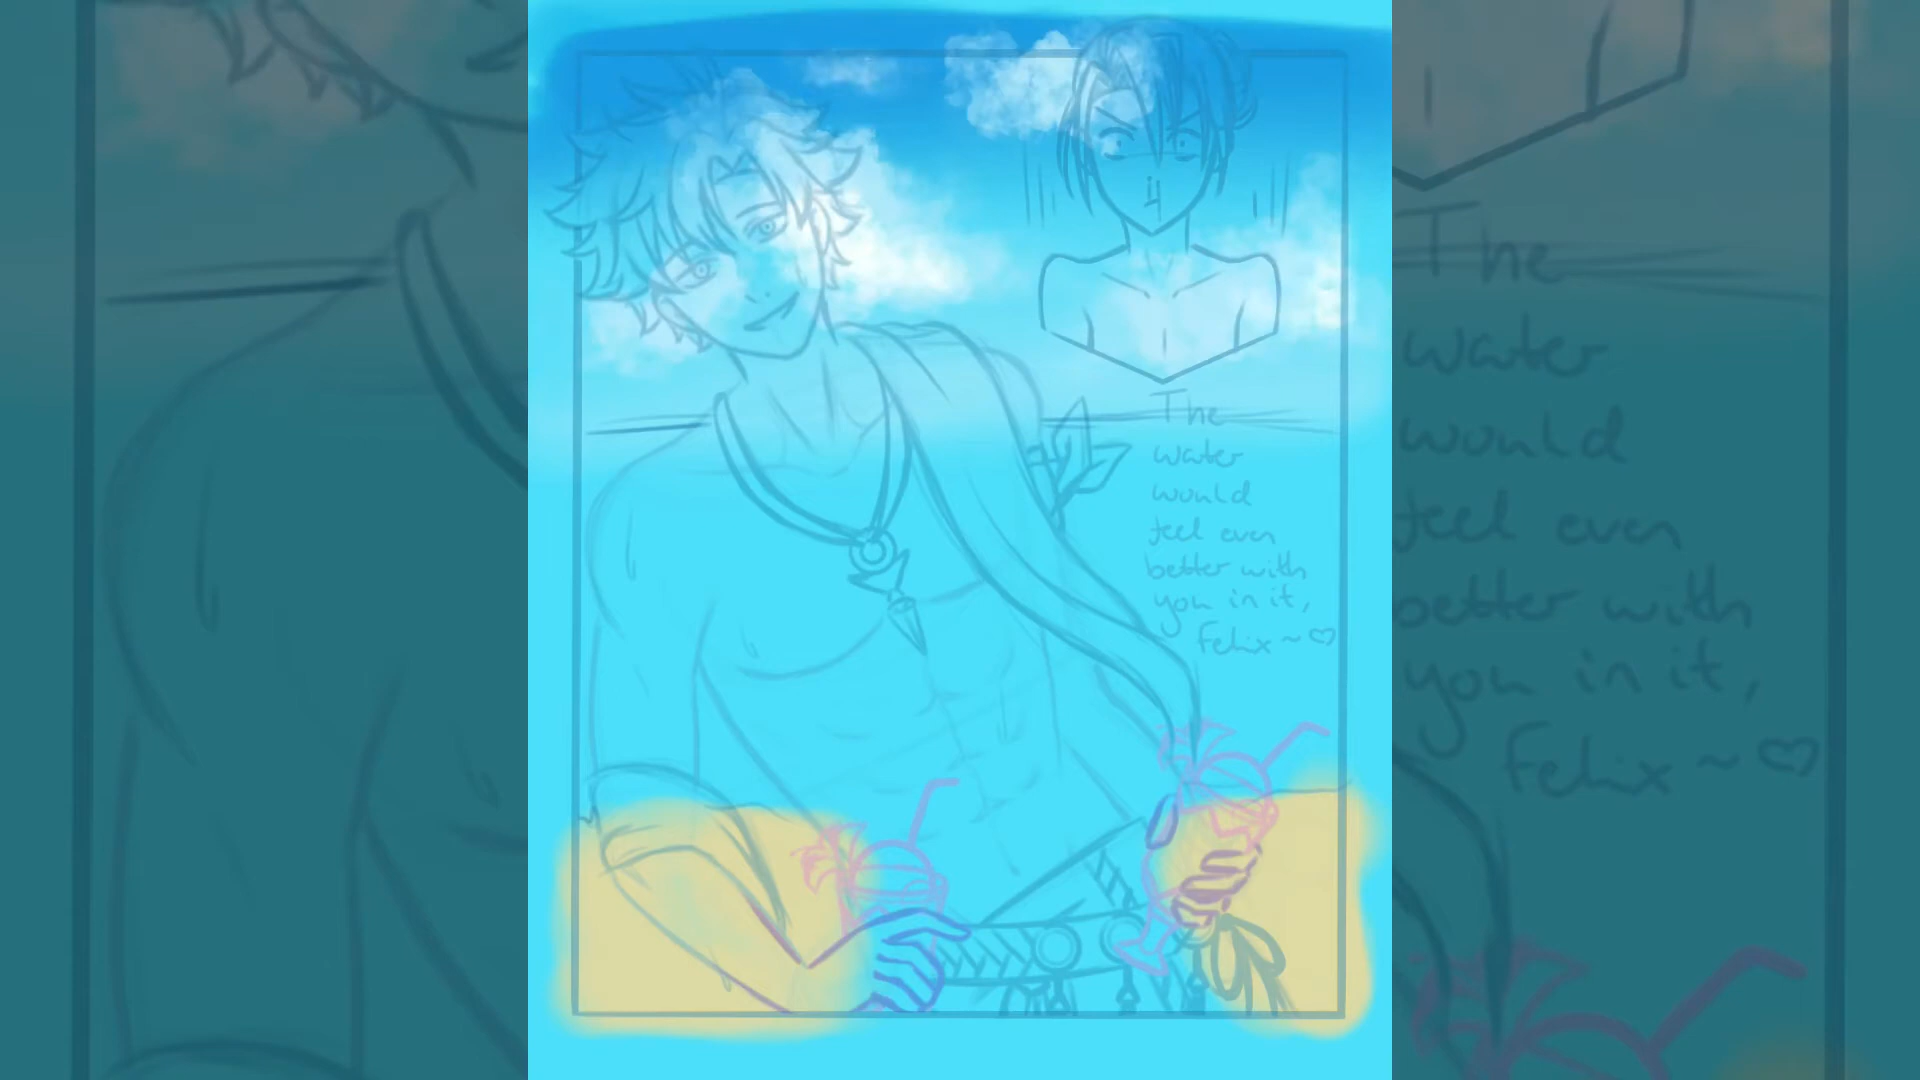 The
water
would
feel even
better with
you in it,
Felix ~ ♡